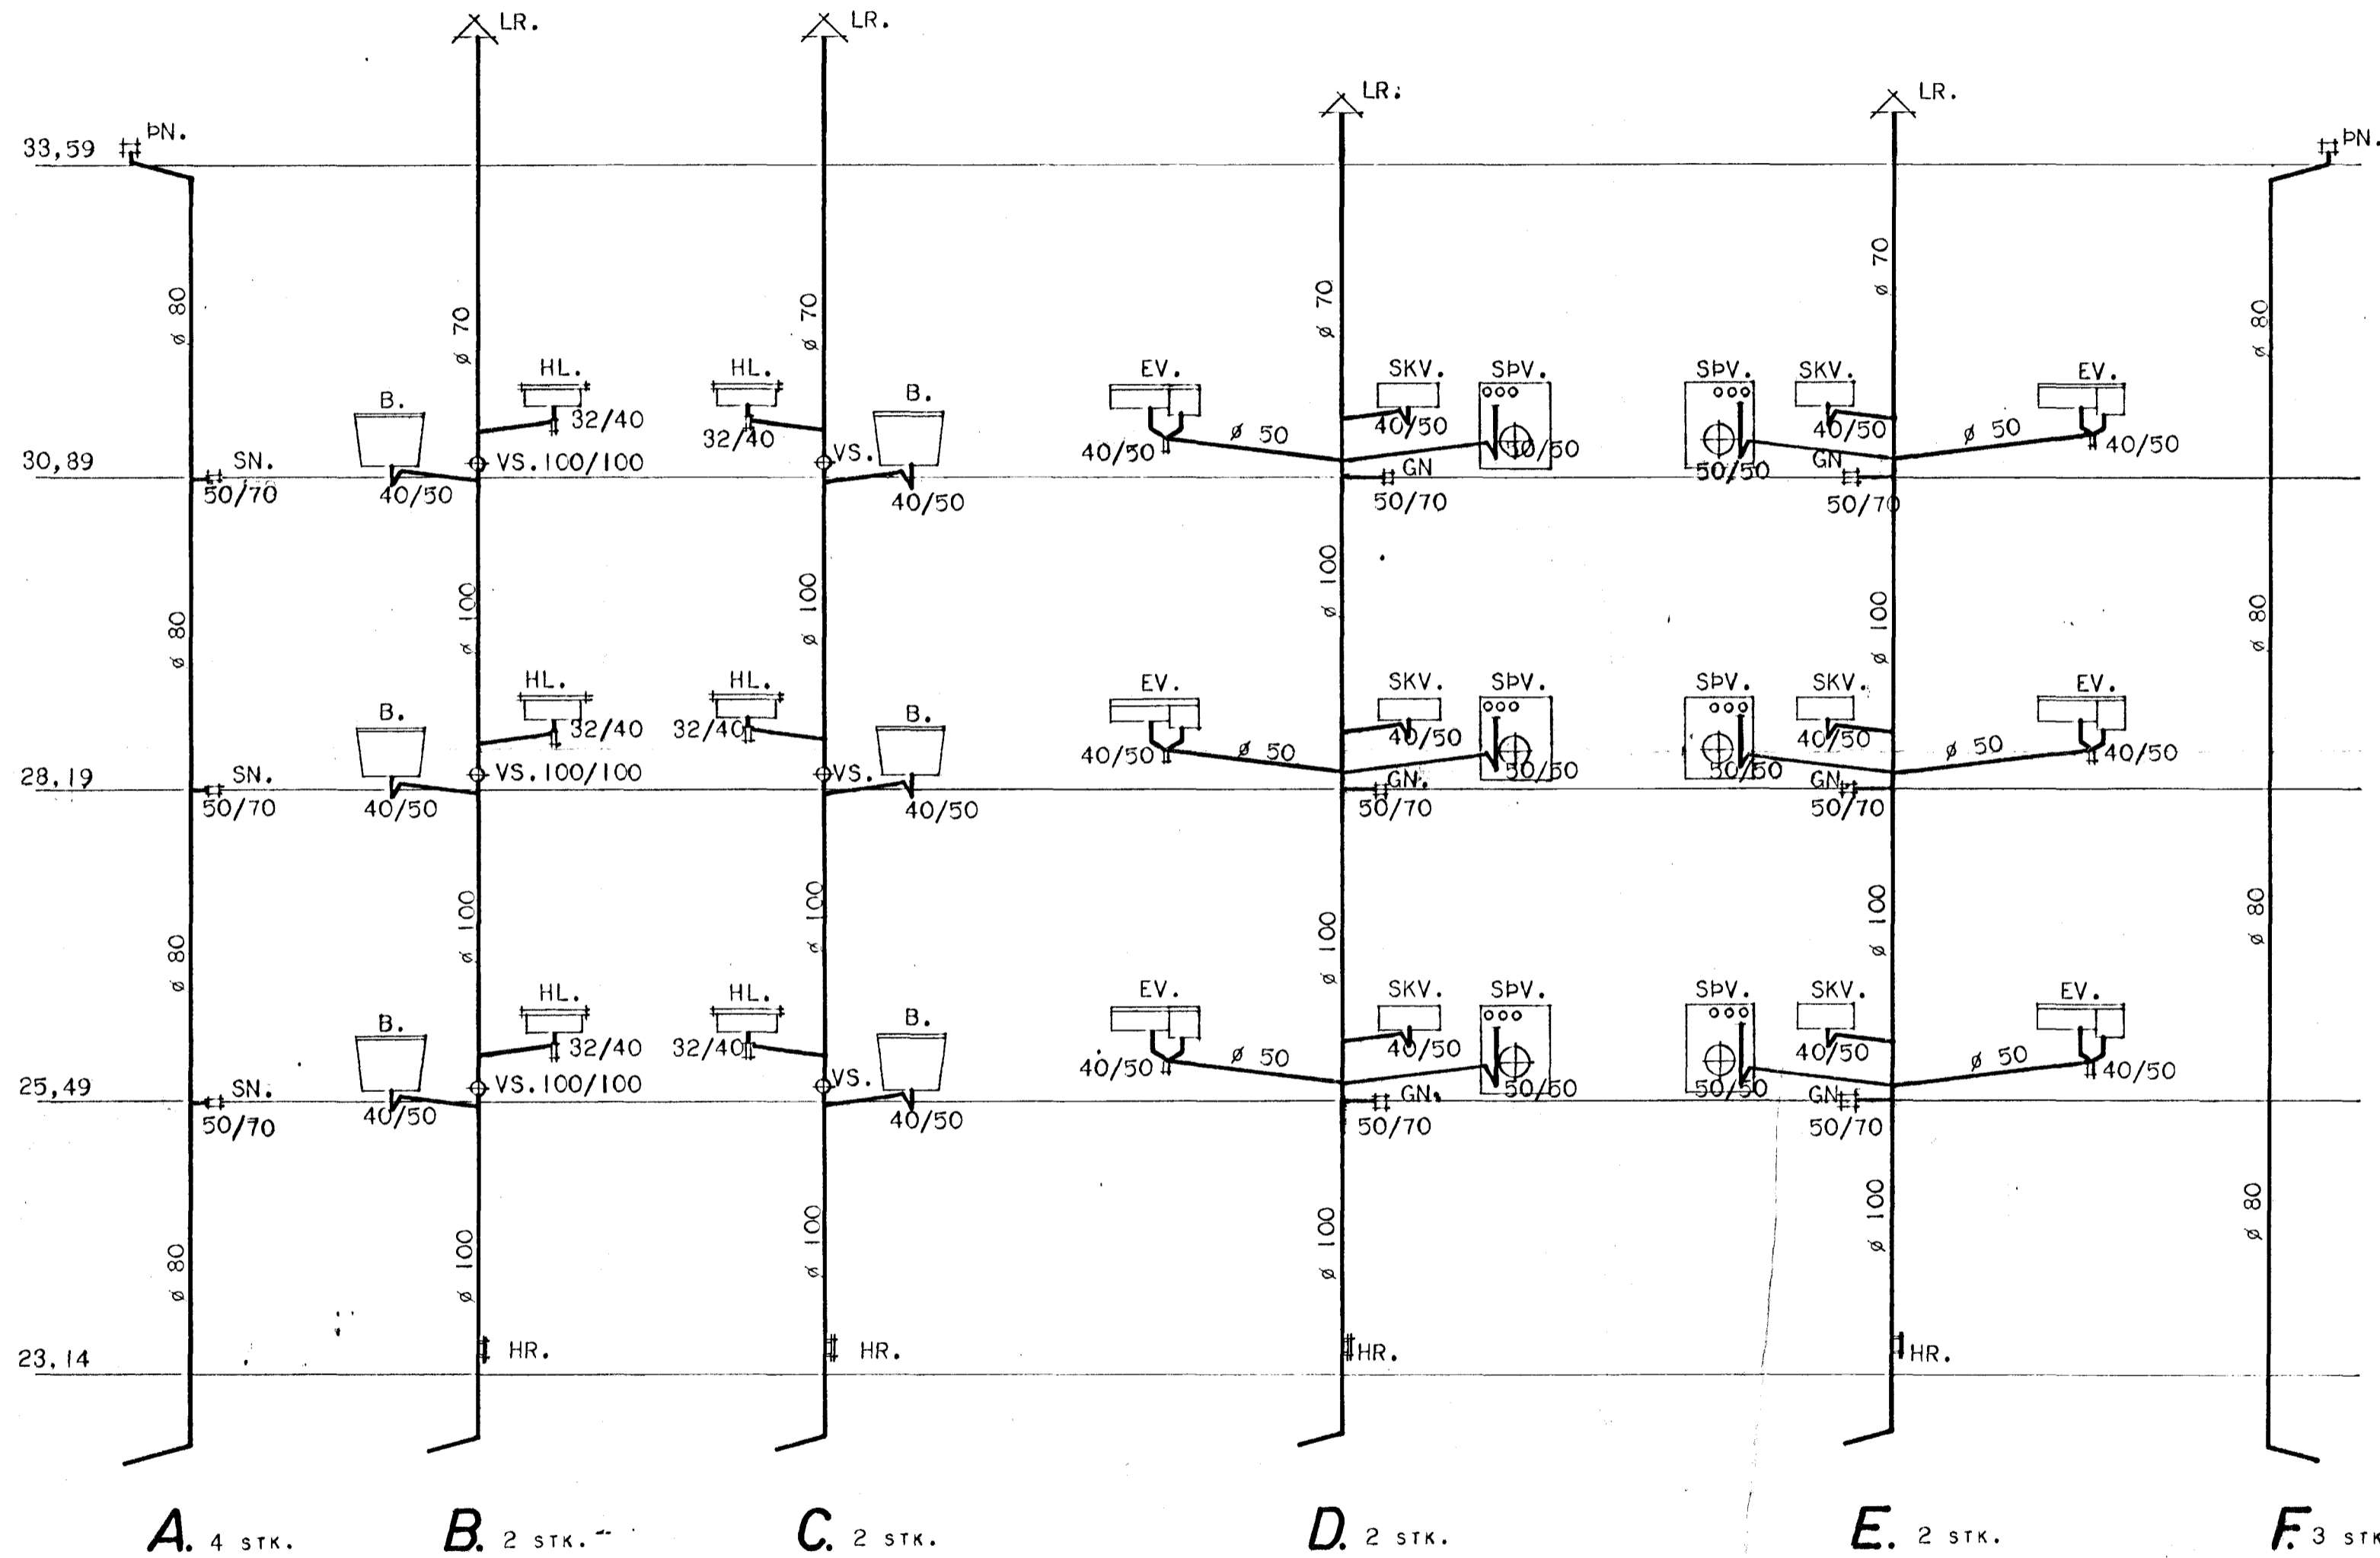 LR. LR.
LR. LR.
33,59 ÞN. ÞN.
ø 80 ø 70 ø 70 ø 70 ø 70 ø 80
HL. HL. EV. SKV. SÞV. SÞV. SKV. EV.
B. 32/40 32/40 B. 40/50 ø 50 40/50 50/50 50/50 40/50 ø 50 40/50
30,89 SN. VS.100/100 VS. GN GN
50/70 40/50 40/50 50/70 50/70
ø 80 ø 100 ø 100 ø 100 ø 100 ø 80
HL. HL. EV. SKV. SÞV. SÞV. SKV. EV.
B. 32/40 32/40 B. 40/50 ø 50 40/50 50/50 50/50 40/50 ø 50 40/50
28,19 SN. VS.100/100 VS. GN. GN.
50/70 40/50 40/50 50/70 50/70
ø 80 ø 100 ø 100 ø 100 ø 100 ø 80
HL. HL. EV. SKV. SÞV. SÞV. SKV. EV.
B. 32/40 32/40 B. 40/50 ø 50 40/50 50/50 50/50 40/50 ø 50 40/50
25,49 SN. VS.100/100 VS. GN. GN.
50/70 40/50 40/50 50/70 50/70
ø 80 ø 100 ø 100 ø 100 ø 100 ø 80
23,14 HR. HR. HR. HR.
A. 4 STK. B. 2 STK. C. 2 STK. D. 2 STK. E. 2 STK. F. 3 STK